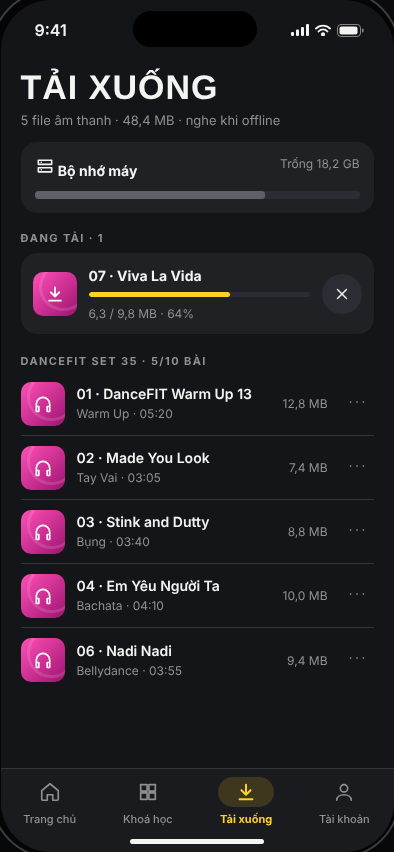 9:41
TẢI XUỐNG
5 file âm thanh · 48,4 MB · nghe khi offline
Bộ nhớ máy
Trống 18,2 GB
ĐANG TẢI · 1
07 · Viva La Vida
6,3 / 9,8 MB · 64%
DANCEFIT SET 35 · 5/10 BÀI
01 · DanceFIT Warm Up 13
Warm Up · 05:20
12,8 MB
02 · Made You Look
Tay Vai · 03:05
7,4 MB
03 · Stink and Dutty
Bụng · 03:40
8,8 MB
04 · Em Yêu Người Ta
Bachata · 04:10
10,0 MB
06 · Nadi Nadi
Bellydance · 03:55
9,4 MB
Trang chủ
Khoá học
Tải xuống
Tài khoản